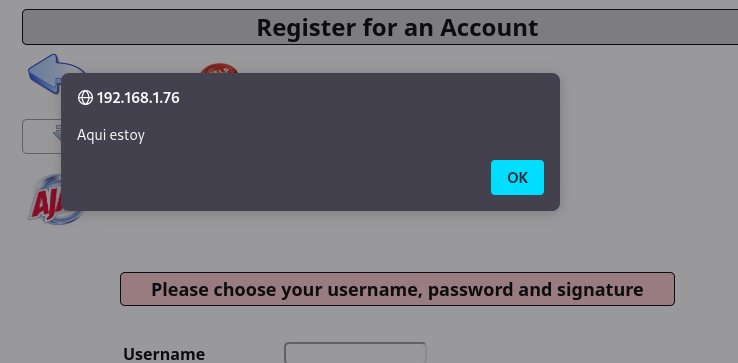 Register for an Account
192.168.1.76
Aqui estoy
OK
AJA
Please choose your username, password and signature
Username